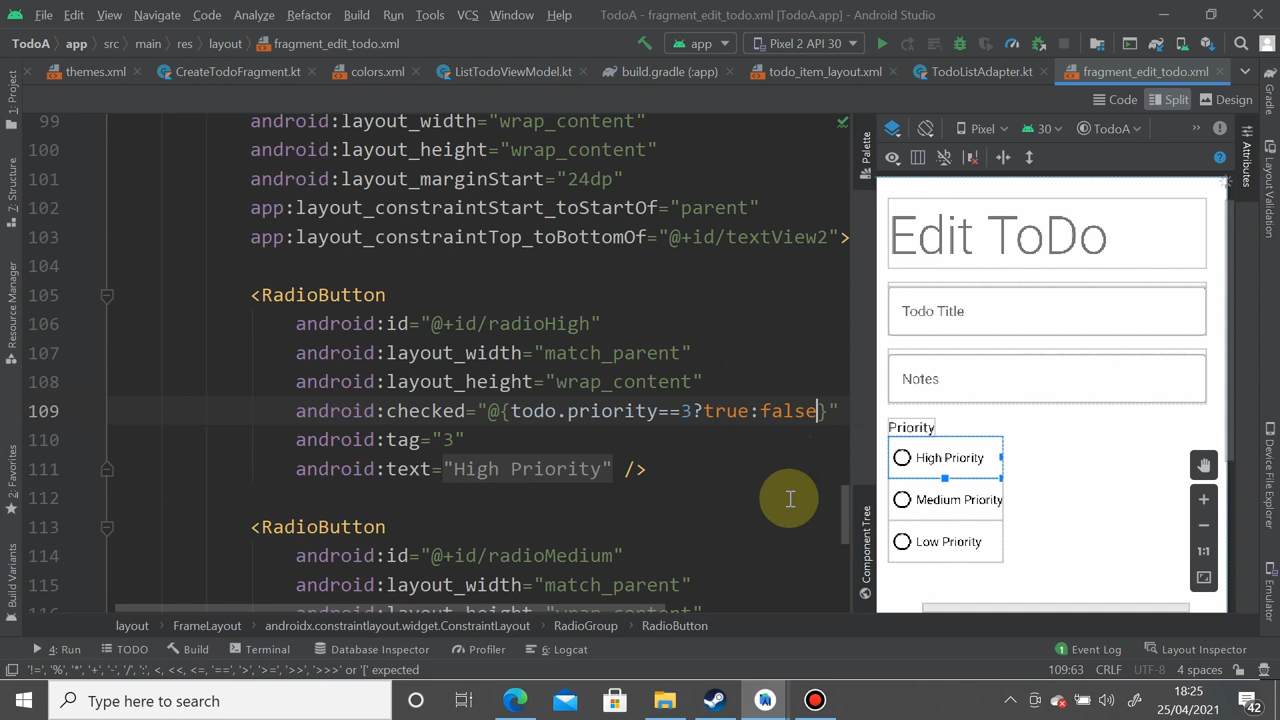 File Edit View Navigate Code Analyze Refactor Build Run Tools VCS Window Help TodoA - fragment_edit_todo.xml [TodoA.app] - Android Studio
TodoA app src main res layout fragment_edit_todo.xml app Pixel 2 API 30
themes.xml CreateTodoFragment.kt colors.xml ListTodoViewModel.kt build.gradle (:app) todo_item_layout.xml TodoListAdapter.kt fragment_edit_todo.xml
Code Split Design
Pixel 30 TodoA
99 android:layout_width="wrap_content"
100 android:layout_height="wrap_content"
101 android:layout_marginStart="24dp"
102 app:layout_constraintStart_toStartOf="parent"
103 app:layout_constraintTop_toBottomOf="@+id/textView2">
104
105 <RadioButton
106 android:id="@+id/radioHigh"
107 android:layout_width="match_parent"
108 android:layout_height="wrap_content"
109 android:checked="@{todo.priority==3?true:false}"
110 android:tag="3"
111 android:text="High Priority" />
112
113 <RadioButton
114 android:id="@+id/radioMedium"
115 android:layout_width="match_parent"
116 android:layout_height="wrap_content"
1: Project
7: Structure
Resource Manager
2: Favorites
Build Variants
Palette
Component Tree
Edit ToDo
Todo Title
Notes
Priority
High Priority
Medium Priority
Low Priority
1:1
Attributes
Gradle
Layout Validation
Device File Explorer
Emulator
layout FrameLayout androidx.constraintlayout.widget.ConstraintLayout RadioGroup RadioButton
4: Run TODO Build Terminal Database Inspector Profiler 6: Logcat 1 Event Log Layout Inspector
'!=', '%', '*', '+', '-', '/', ':', <, <<, <=, '==', '>', '>=', >>, >>> or '[' expected 109:63 CRLF UTF-8 4 spaces
Type here to search
18:25
25/04/2021
42